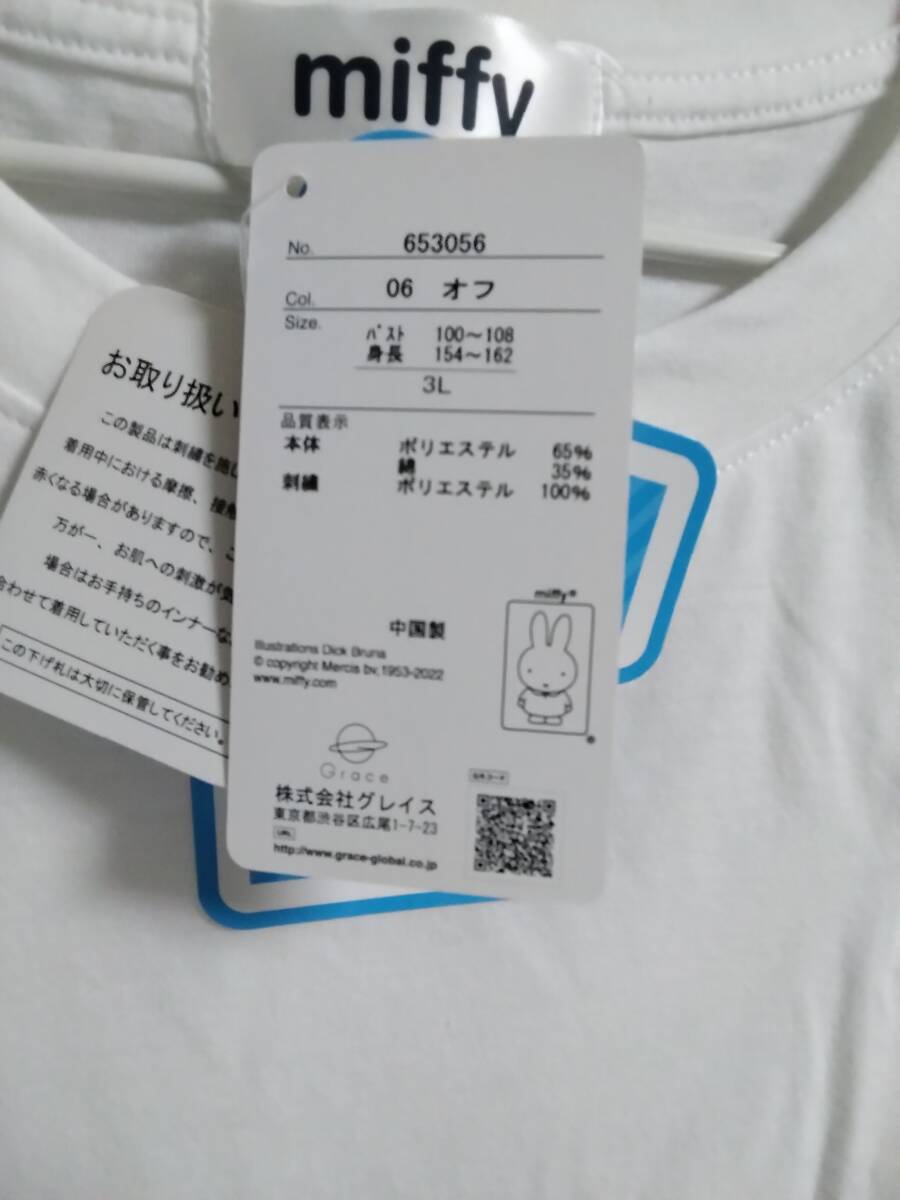 miffy
No. 653056
Col. 06 オフ
Size.
バスト 100～108
身長 154～162
3L
品質表示
本体 ポリエステル 65%
綿 35%
刺繍 ポリエステル 100%
中国製
Illustrations Dick Bruna
© copyright Mercis bv,1953-2022
www.miffy.com
miffy®
Grace
株式会社グレイス
東京都渋谷区広尾1-7-23
URL
http://www.grace-global.co.jp
お取り扱い
この製品は刺繍を施し
着用中における摩擦、接触
赤くなる場合がありますので、こ
万が一、お肌への刺激が気
場合はお手持ちのインナーな
合わせて着用していただく事をお勧め
この下げ札は大切に保管してください。